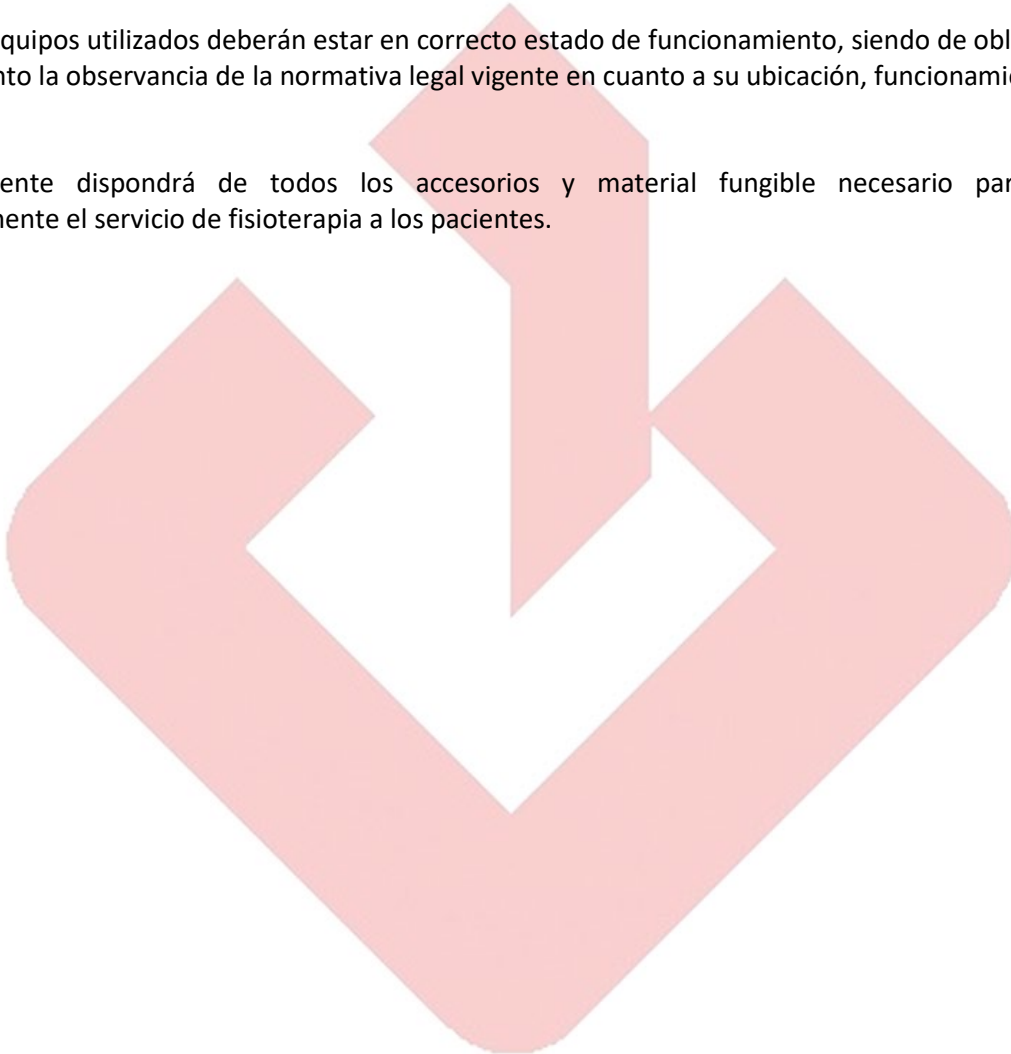 quipos utilizados deberán estar en correcto estado de funcionamiento, siendo de obl
nto la observancia de la normativa legal vigente en cuanto a su ubicación, funcionami
ente dispondrá de todos los accesorios y material fungible necesario par
nente el servicio de fisioterapia a los pacientes.